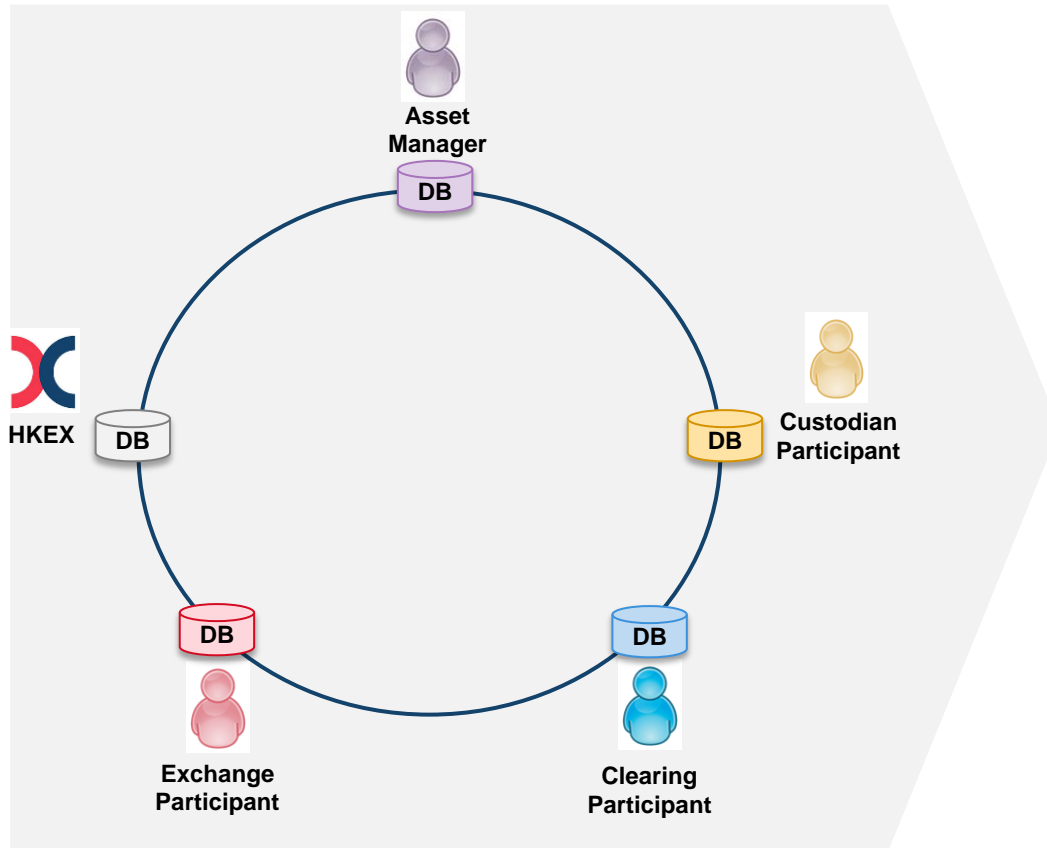 Asset
Manager
DB
HKEX
DB
DB
Custodian
Participant
DB
DB
Exchange
Participant
Clearing
Participant